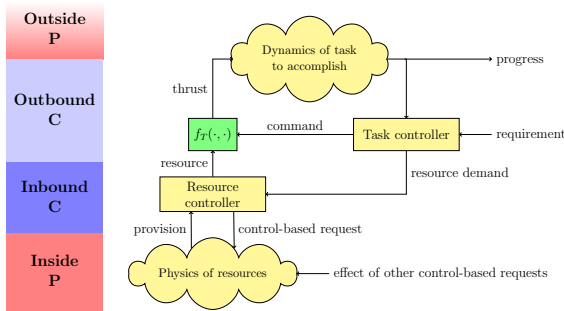 Outside
P
Dynamics of task
to accomplish
progress
thrust
Outbound
C
f_T(·, ·)
command
Task controller
requirement
resource
resource demand
Inbound
C
Resource
controller
provision
control-based request
Inside
P
Physics of resources
effect of other control-based requests